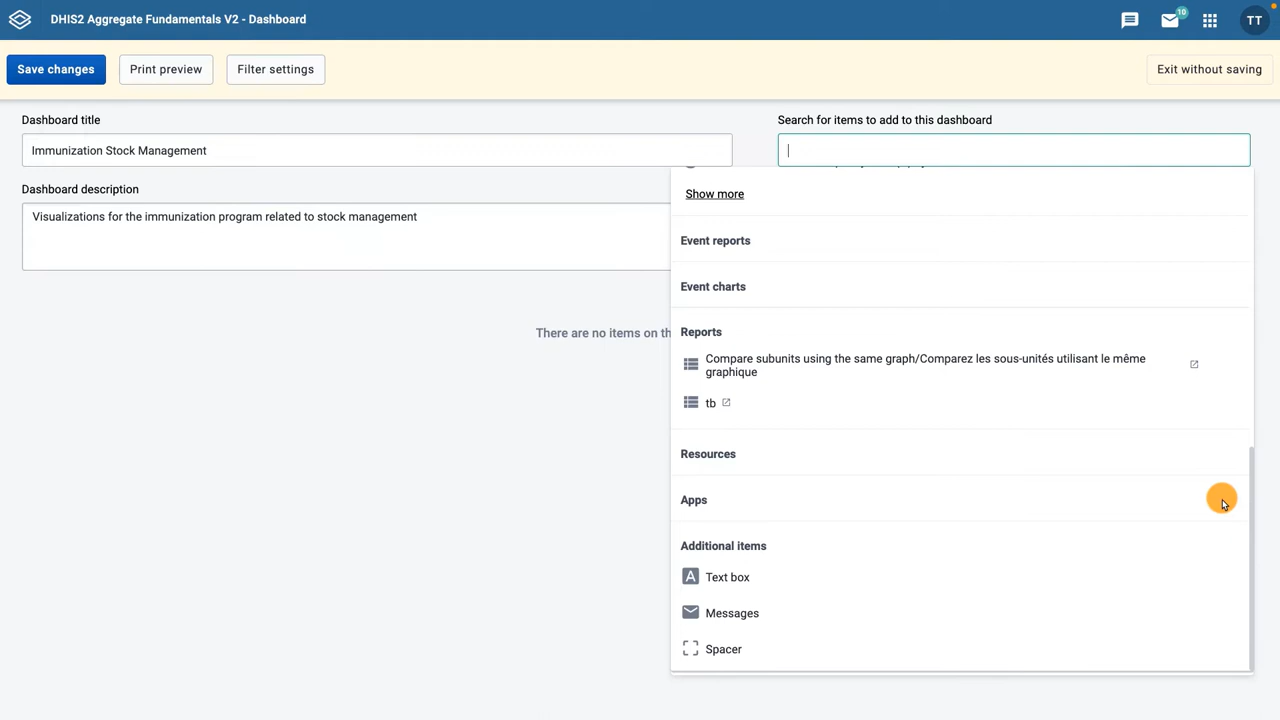 DHIS2 Aggregate Fundamentals V2 - Dashboard
10
TT
Save changes
Print preview
Filter settings
Exit without saving
Dashboard title
Search for items to add to this dashboard
Immunization Stock Management
Dashboard description
Visualizations for the immunization program related to stock management
Show more
Event reports
Event charts
There are no items on
Reports
Compare subunits using the same graph/Comparez les sous-unités utilisant le même
graphique
tb
Resources
Apps
Additional items
A
Text box
Messages
Spacer